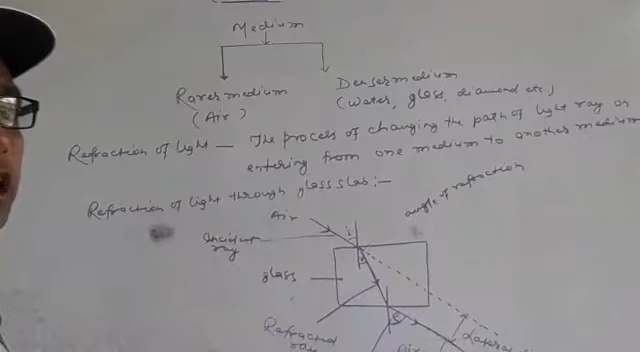 Medium
Rarer medium
(Air)
Denser medium
(Water, glass, diamond etc)
Refraction of light — The process of changing the path of light ray on
entering from one medium to another medium
Refraction of light through glass slab:—
Air
angle of refraction
Incident
ray
i
glass
r
Refracted
ray
e
Air
Lateral